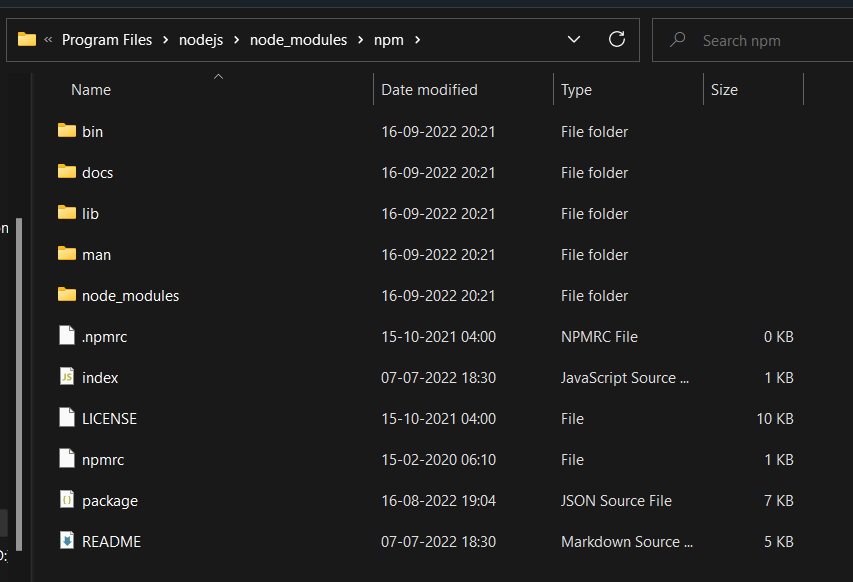 « Program Files > nodejs > node_modules > npm >
Search npm
Name Date modified Type Size
bin 16-09-2022 20:21 File folder
docs 16-09-2022 20:21 File folder
lib 16-09-2022 20:21 File folder
man 16-09-2022 20:21 File folder
node_modules 16-09-2022 20:21 File folder
.npmrc 15-10-2021 04:00 NPMRC File 0 KB
index 07-07-2022 18:30 JavaScript Source ... 1 KB
LICENSE 15-10-2021 04:00 File 10 KB
npmrc 15-02-2020 06:10 File 1 KB
package 16-08-2022 19:04 JSON Source File 7 KB
README 07-07-2022 18:30 Markdown Source ... 5 KB